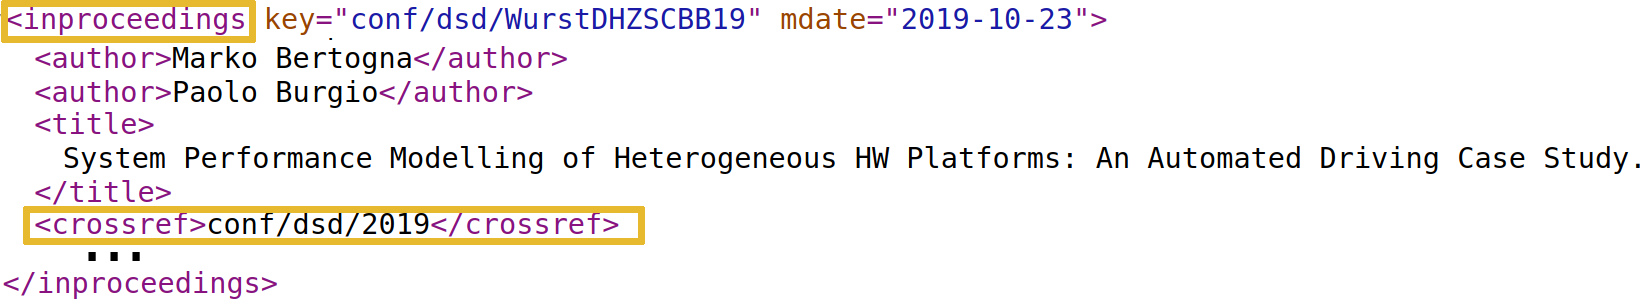 <inproceedings key="conf/dsd/WurstDHZSCBB19" mdate="2019-10-23">
<author>Marko Bertogna</author>
<author>Paolo Burgio</author>
<title>
System Performance Modelling of Heterogeneous HW Platforms: An Automated Driving Case Study.
</title>
<crossref>conf/dsd/2019</crossref>
...
</inproceedings>